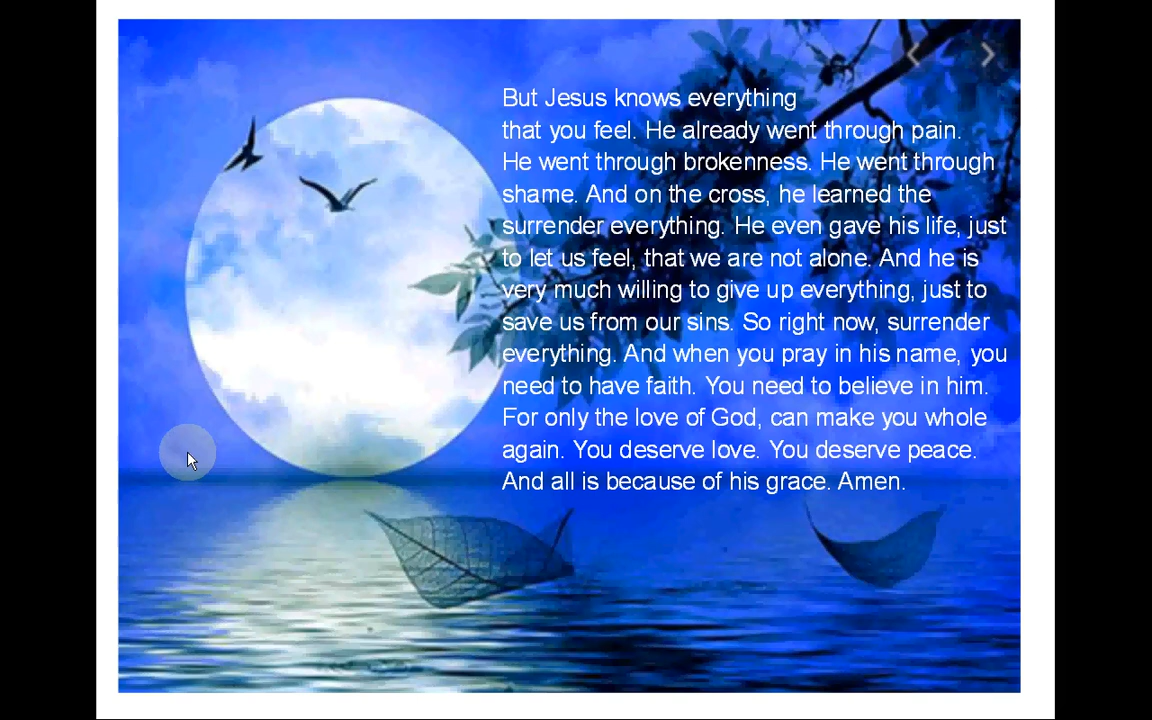 But Jesus knows everything
that you feel. He already went through pain.
He went through brokenness. He went through
shame. And on the cross, he learned the
surrender everything. He even gave his life, just
to let us feel, that we are not alone. And he is
very much willing to give up everything, just to
save us from our sins. So right now, surrender
everything. And when you pray in his name, you
need to have faith. You need to believe in him.
For only the love of God, can make you whole
again. You deserve love. You deserve peace.
And all is because of his grace. Amen.